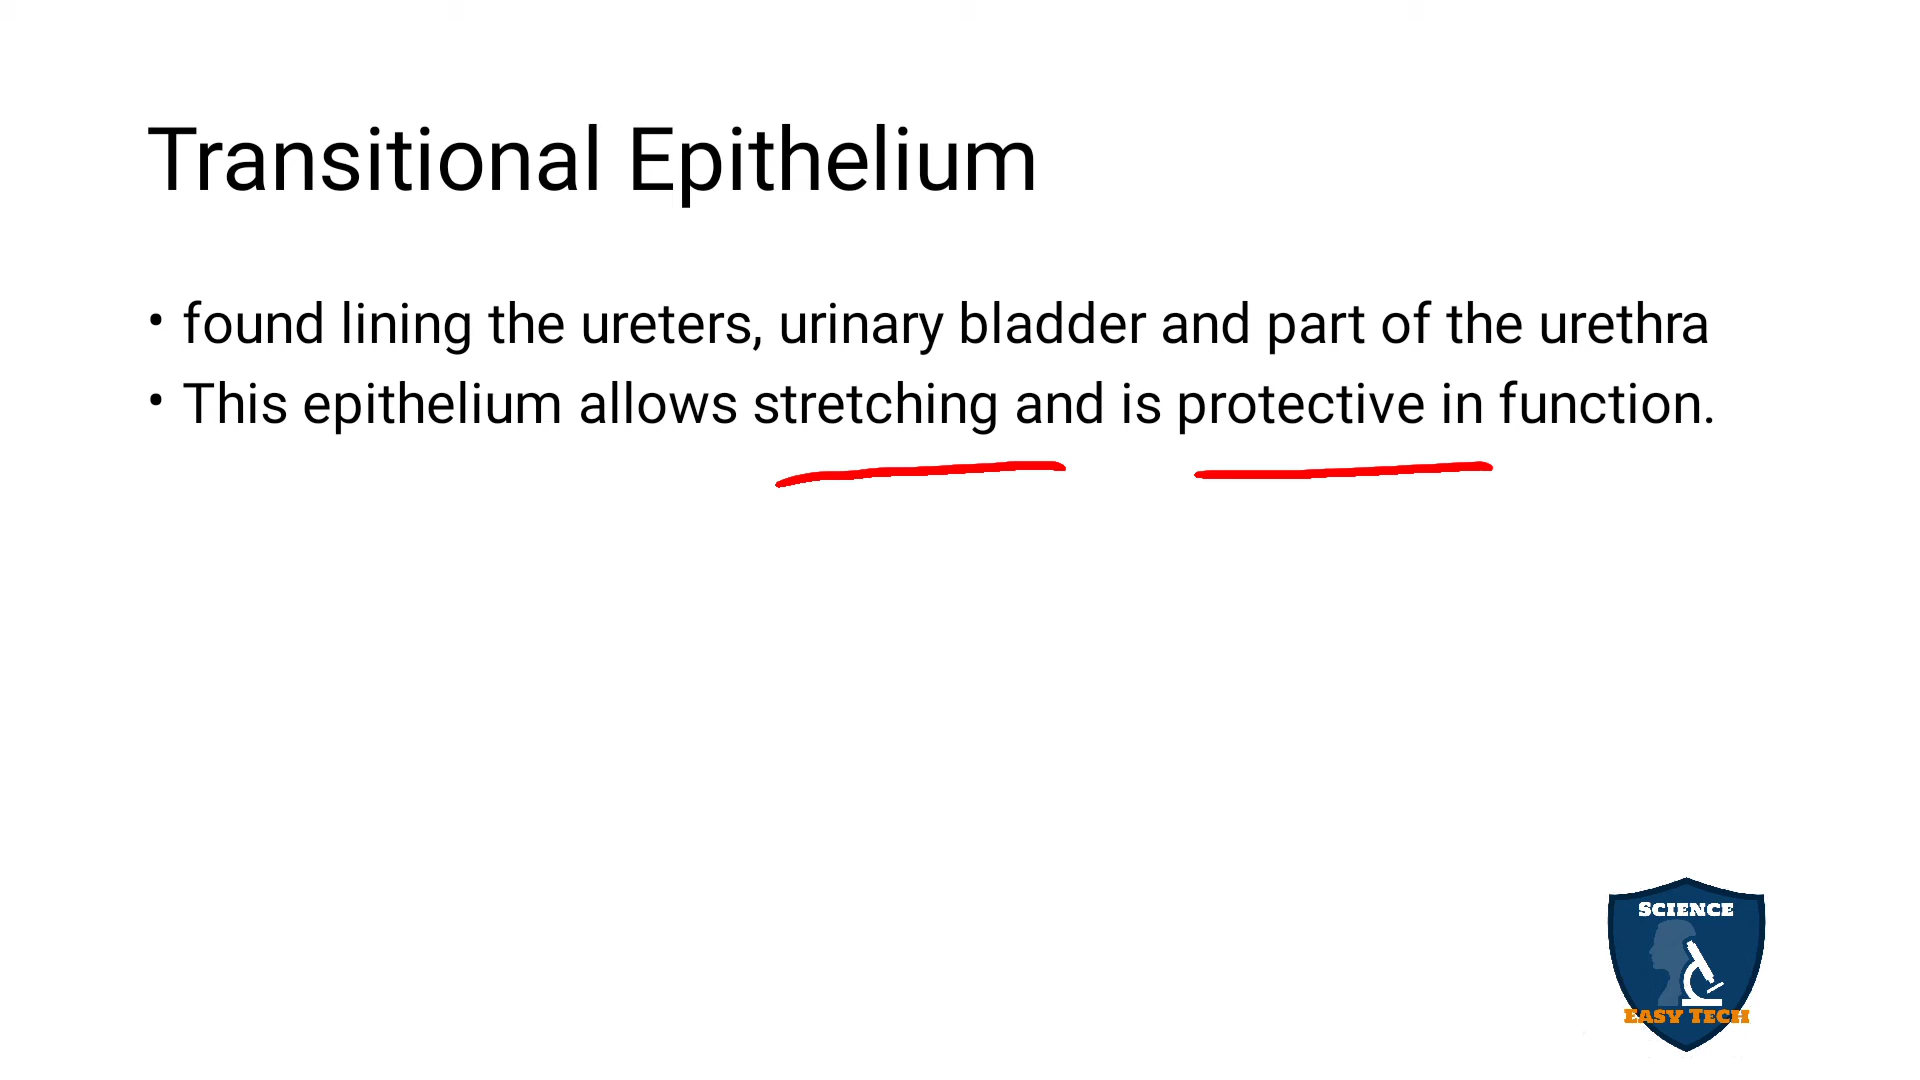 Transitional Epithelium
• found lining the ureters, urinary bladder and part of the urethra
• This epithelium allows stretching and is protective in function.
SCIENCE
EASY TECH